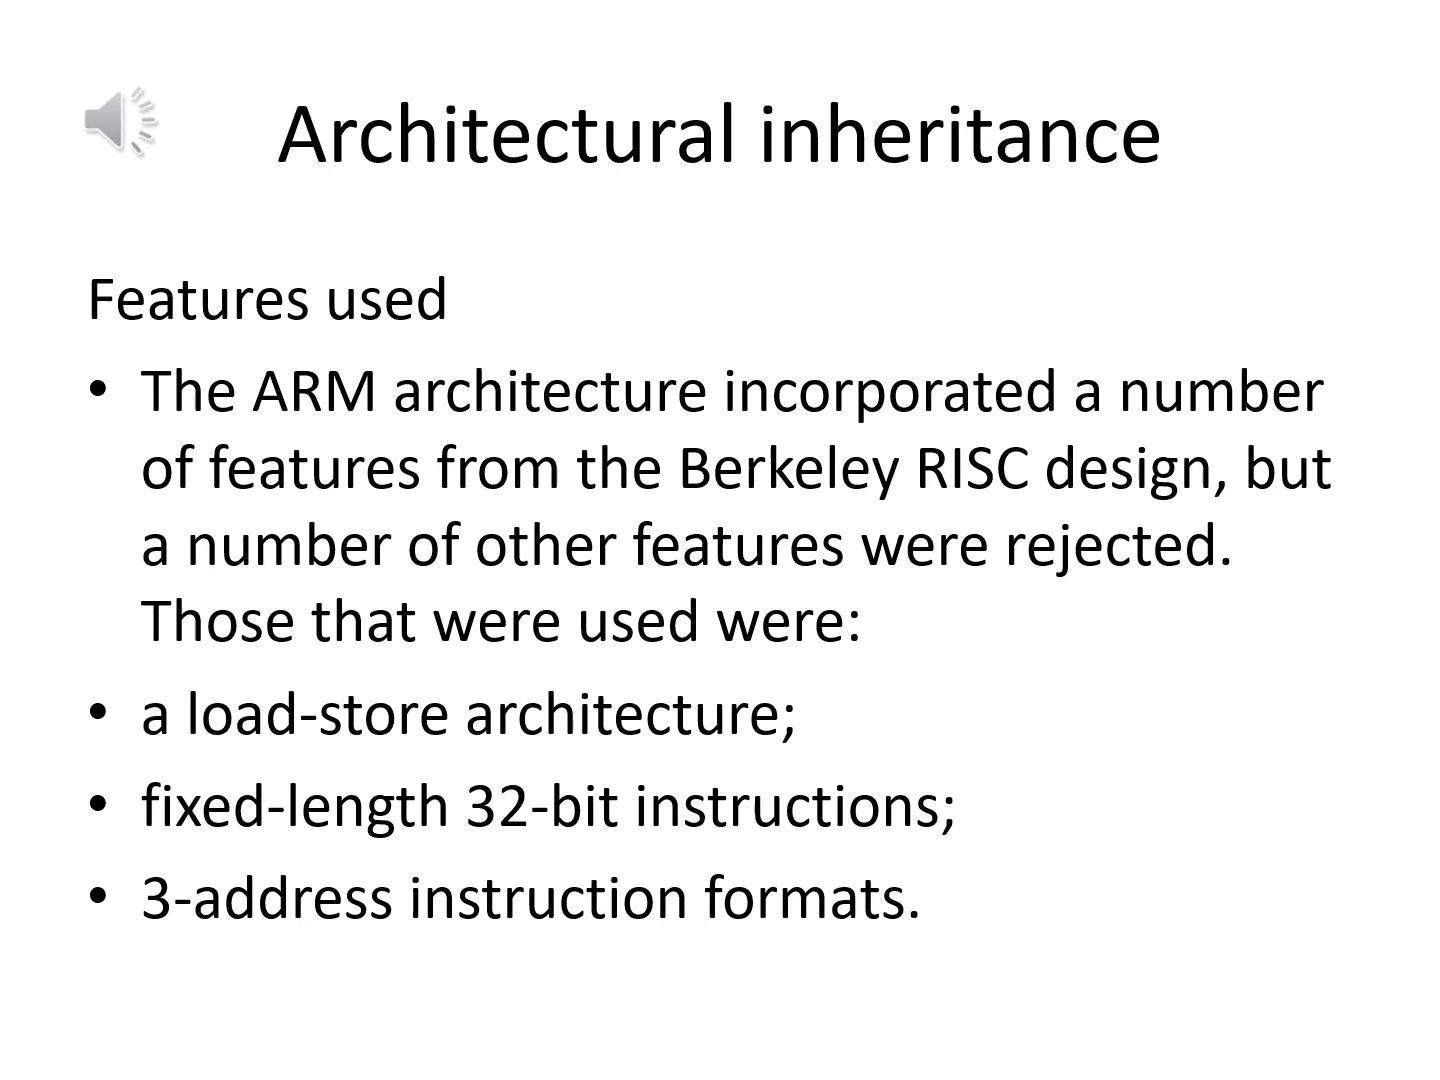 Architectural inheritance
Features used
• The ARM architecture incorporated a number
of features from the Berkeley RISC design, but
a number of other features were rejected.
Those that were used were:
• a load-store architecture;
• fixed-length 32-bit instructions;
• 3-address instruction formats.